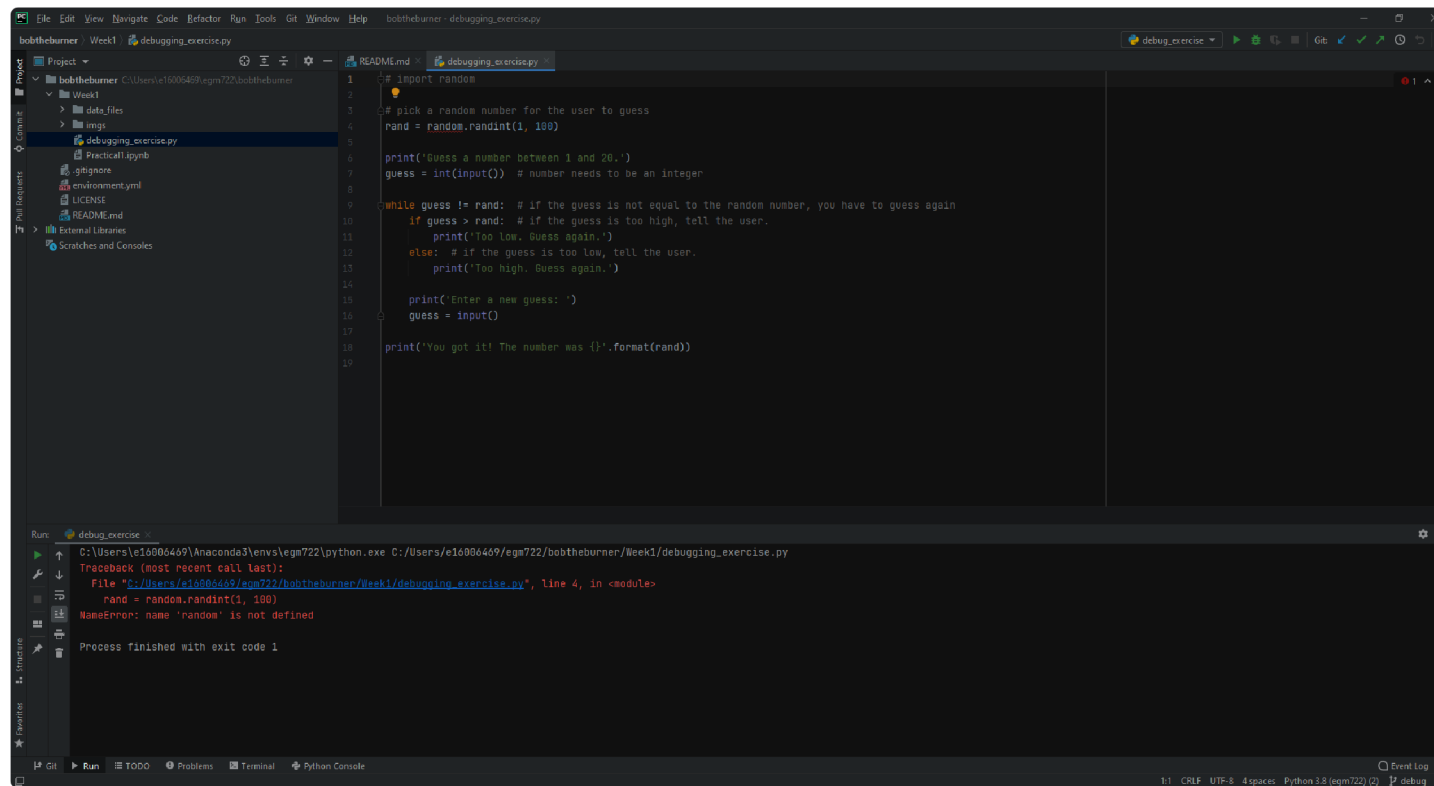 PC File Edit View Navigate Code Refactor Run Tools Git Window Help bobtheburner - debugging_exercise.py
bobtheburner Week1 debugging_exercise.py debug_exercise Git:
Project README.md debugging_exercise.py
bobtheburner C:\Users\e16006469\egm722\bobtheburner
Week1
data_files
imgs
debugging_exercise.py
Practical1.ipynb
.gitignore
environment.yml
LICENSE
README.md
External Libraries
Scratches and Consoles
Project
Commit
Pull Requests
1 # import random
2
3 # pick a random number for the user to guess
4 rand = random.randint(1, 100)
5
6 print('Guess a number between 1 and 20.')
7 guess = int(input())  # number needs to be an integer
8
9 while guess != rand:  # if the guess is not equal to the random number, you have to guess again
10     if guess > rand:  # if the guess is too high, tell the user.
11         print('Too low. Guess again.')
12     else:  # if the guess is too low, tell the user.
13         print('Too high. Guess again.')
14
15     print('Enter a new guess: ')
16     guess = input()
17
18 print('You got it! The number was {}'.format(rand))
19
1
Run: debug_exercise
C:\Users\e16006469\Anaconda3\envs\egm722\python.exe C:/Users/e16006469/egm722/bobtheburner/Week1/debugging_exercise.py
Traceback (most recent call last):
  File "C:/Users/e16006469/egm722/bobtheburner/Week1/debugging_exercise.py", line 4, in <module>
    rand = random.randint(1, 100)
NameError: name 'random' is not defined
Process finished with exit code 1
Structure
Favorites
Git Run TODO Problems Terminal Python Console Event Log
1:1 CRLF UTF-8 4 spaces Python 3.8 (egm722) (2) debug